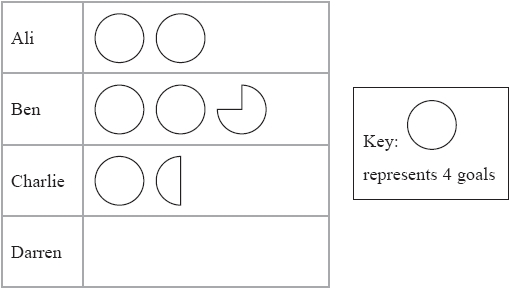 Ali
Ben
Charlie
Darren
Key:
represents 4 goals